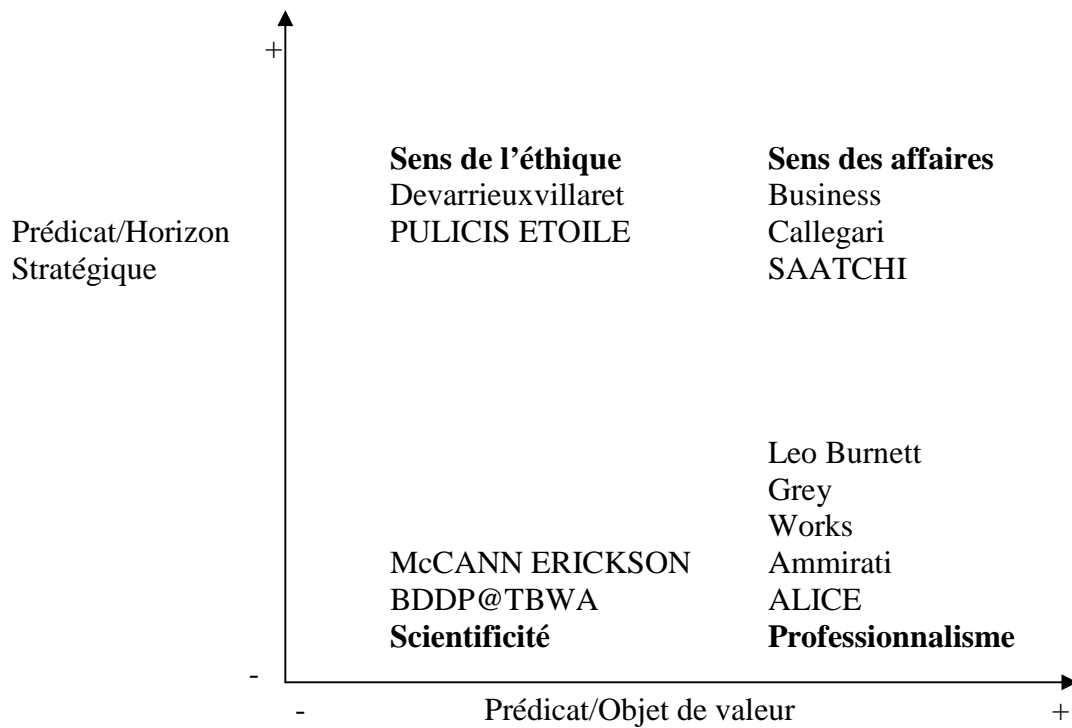 +
Sens de l’éthique
Devarrieuxvillaret
PULICIS ETOILE
Sens des affaires
Business
Callegari
SAATCHI
Prédicat/Horizon
Stratégique
McCANN ERICKSON
BDDP@TBWA
Scientificité
Leo Burnett
Grey
Works
Ammirati
ALICE
Professionnalisme
-
-
Prédicat/Objet de valeur
+